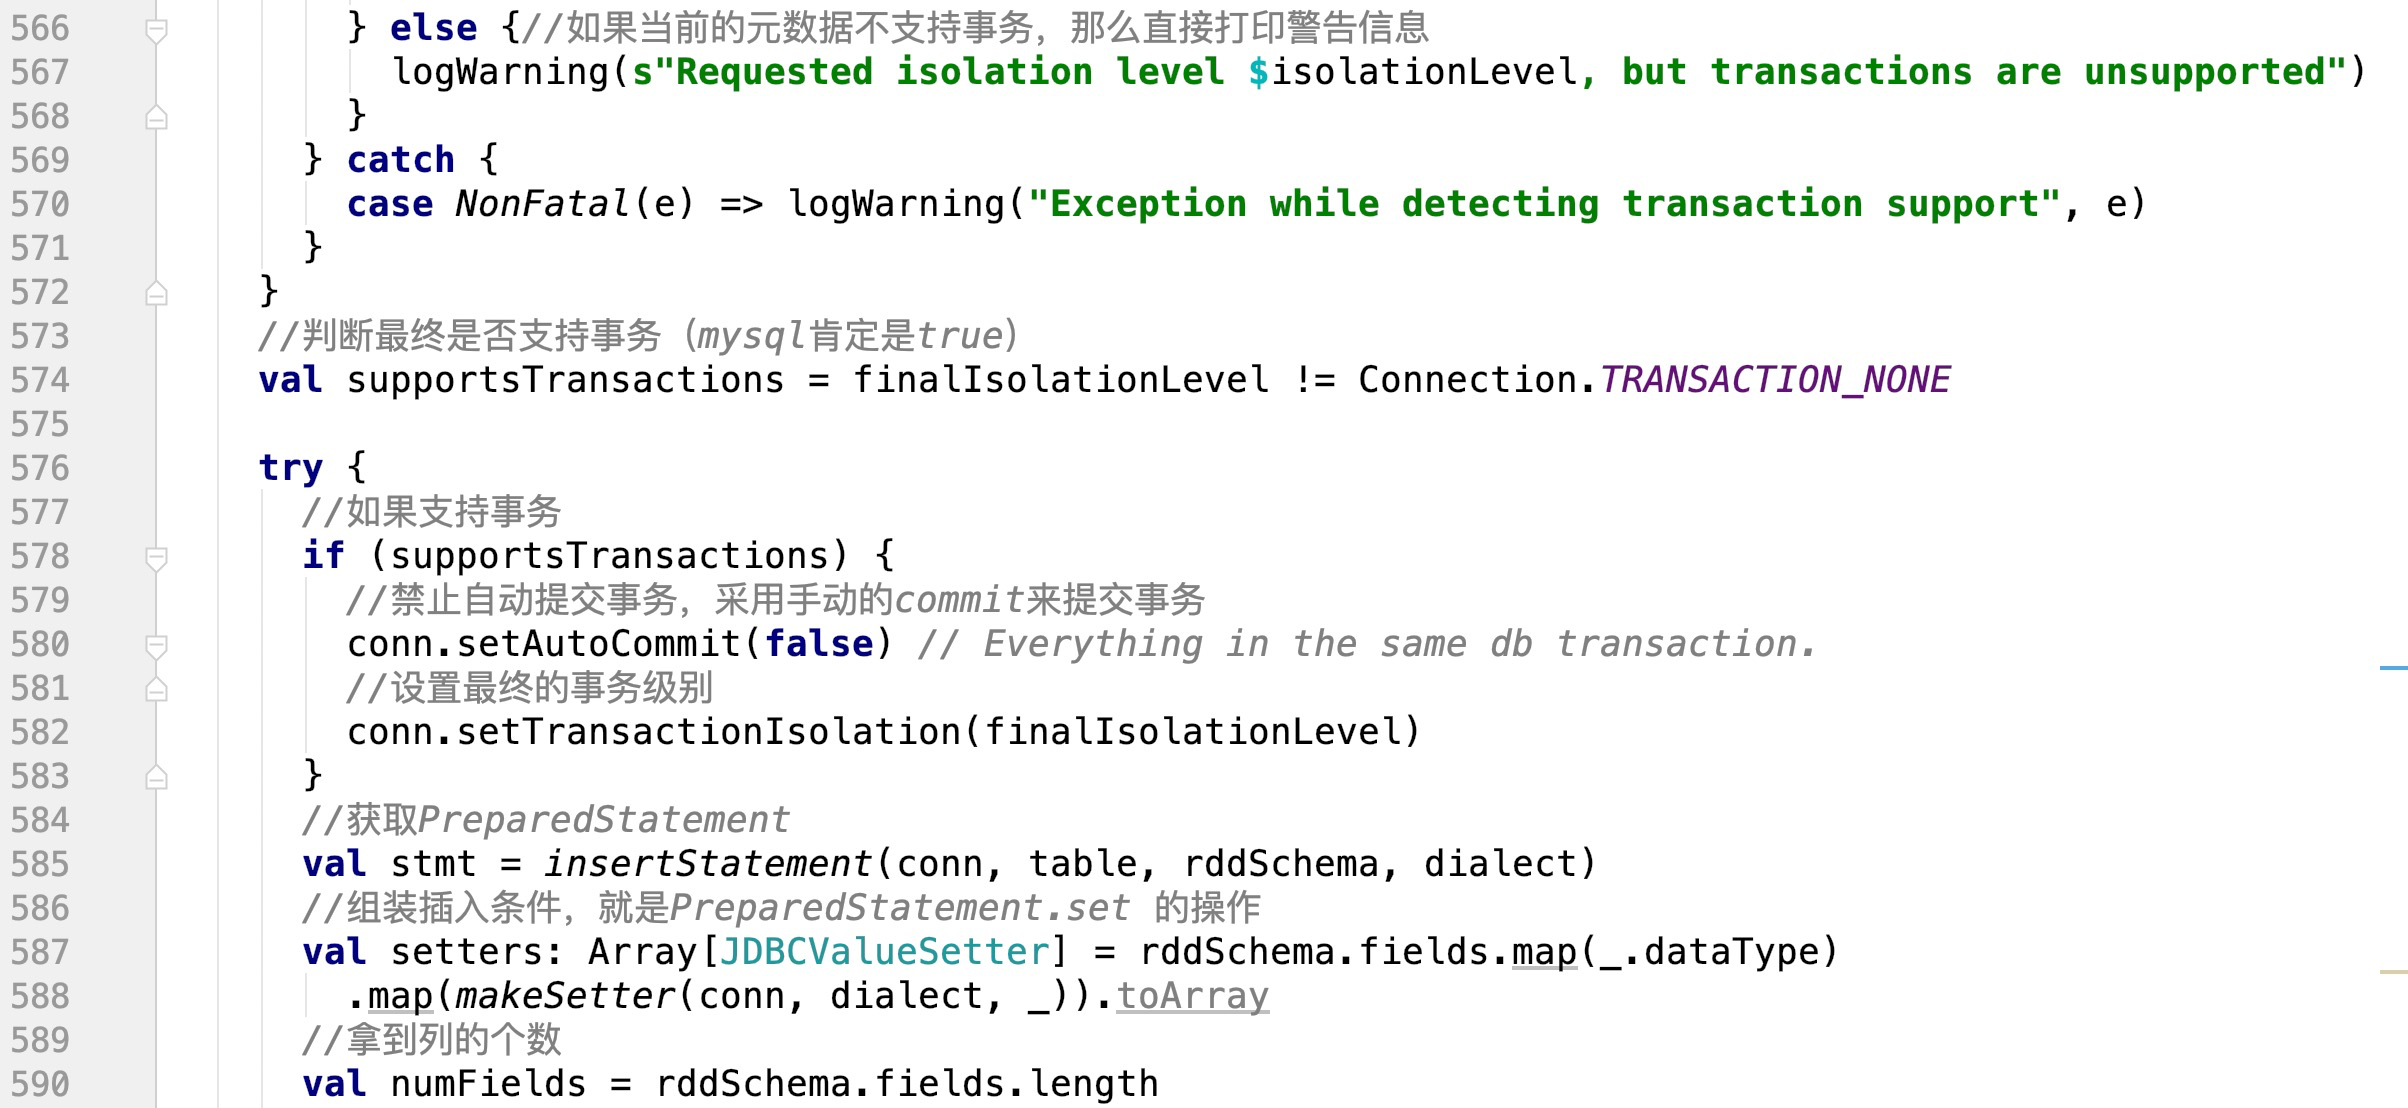 566 } else {//如果当前的元数据不支持事务，那么直接打印警告信息
567 logWarning(s"Requested isolation level $isolationLevel, but transactions are unsupported")
568 }
569 } catch {
570 case NonFatal(e) => logWarning("Exception while detecting transaction support", e)
571 }
572 }
573 //判断最终是否支持事务（mysql肯定是true）
574 val supportsTransactions = finalIsolationLevel != Connection.TRANSACTION_NONE
575
576 try {
577 //如果支持事务
578 if (supportsTransactions) {
579 //禁止自动提交事务，采用手动的commit来提交事务
580 conn.setAutoCommit(false) // Everything in the same db transaction.
581 //设置最终的事务级别
582 conn.setTransactionIsolation(finalIsolationLevel)
583 }
584 //获取PreparedStatement
585 val stmt = insertStatement(conn, table, rddSchema, dialect)
586 //组装插入条件，就是PreparedStatement.set 的操作
587 val setters: Array[JDBCValueSetter] = rddSchema.fields.map(_.dataType)
588 .map(makeSetter(conn, dialect, _)).toArray
589 //拿到列的个数
590 val numFields = rddSchema.fields.length